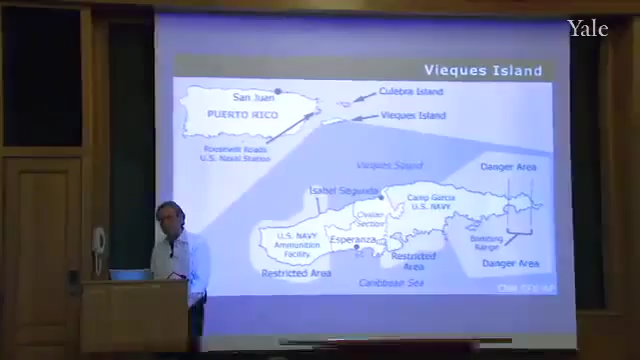 Yale
Vieques Island
San Juan
PUERTO RICO
Culebra Island
Vieques Island
Roosevelt Roads
U.S. Naval Station
Vieques Sound
Danger Area
Isabel Segunda
Camp Garcia
U.S. NAVY
Civilian
Section
U.S. NAVY
Ammunition
Facility
Esperanza
Bombing
Range
Restricted Area
Restricted
Area
Danger Area
Caribbean Sea